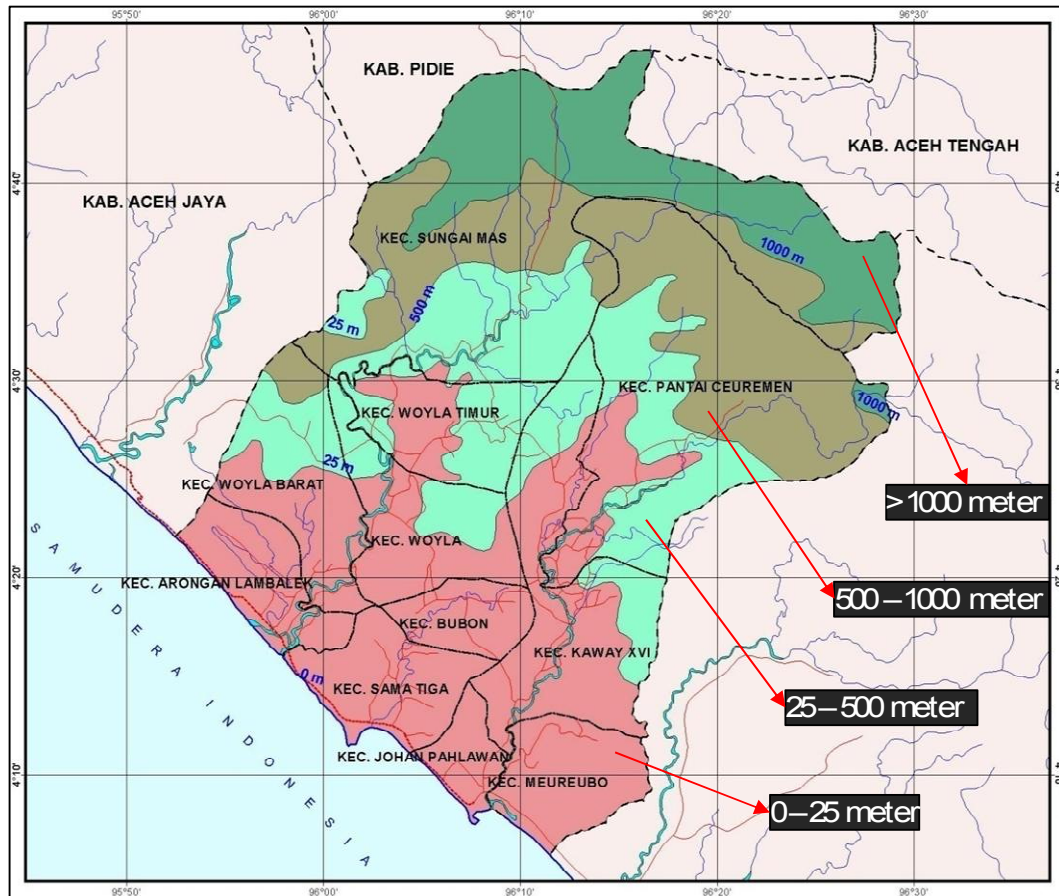 95°50'
96°00'
96°10'
96°20'
96°30'
KAB. PIDIE
KAB. ACEH TENGAH
4°40'
KAB. ACEH JAYA
KEC. SUNGAI MAS
1000 m
500 m
25 m
4°30'
KEC. PANTAI CEUREMEN
1000 m
KEC. WOYLA TIMUR
25 m
KEC. WOYLA BARAT
>1000 meter
KEC. WOYLA
4°20'
KEC. ARONGAN LAMBALEK
500–1000 meter
KEC. BUBON
KEC. KAWAY XVI
0 m
KEC. SAMA TIGA
25–500 meter
SAMUDERA INDONESIA
KEC. JOHAN PAHLAWAN
4°10'
KEC. MEUREUBO
0–25 meter
95°50'
96°00'
96°10'
96°20'
96°30'